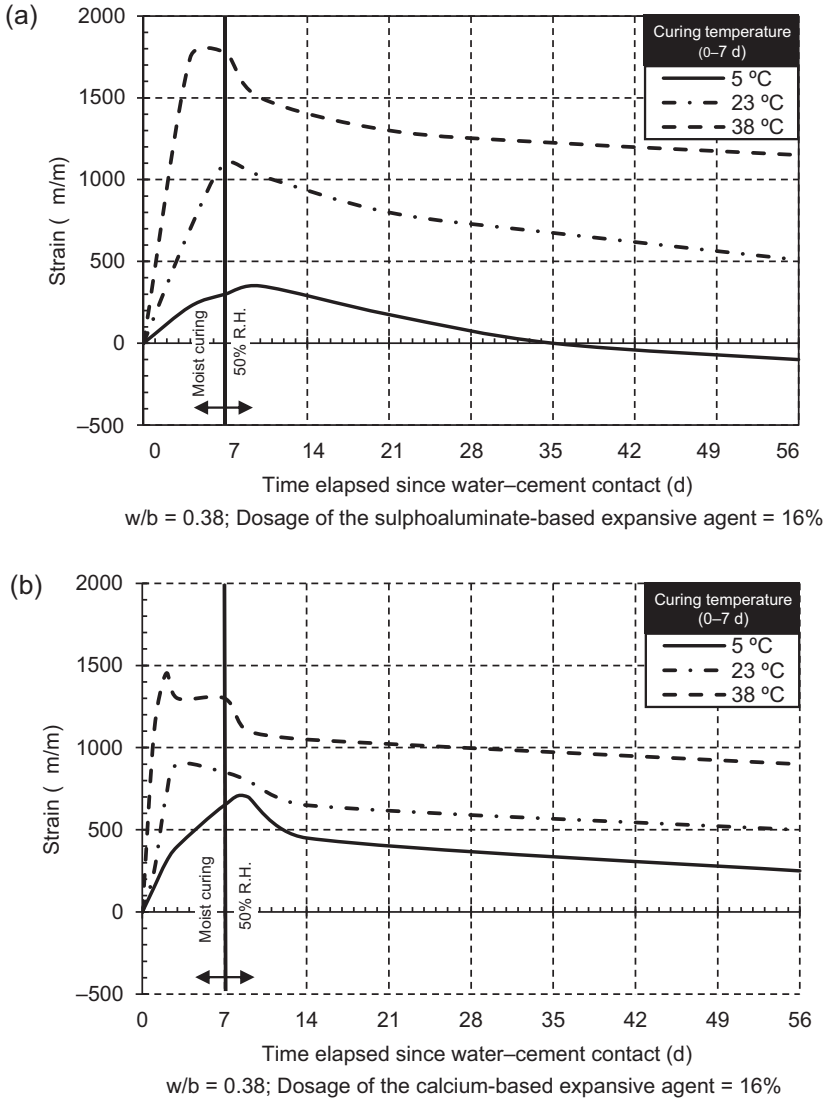 (a)
2000
1500
1000
500
0
–500
Strain ( m/m)
Curing temperature
(0–7 d)
5 ºC
23 ºC
38 ºC
Moist curing
50% R.H.
0 7 14 21 28 35 42 49 56
Time elapsed since water–cement contact (d)
w/b = 0.38; Dosage of the sulphoaluminate-based expansive agent = 16%
(b)
2000
1500
1000
500
0
–500
Strain ( m/m)
Curing temperature
(0–7 d)
5 ºC
23 ºC
38 ºC
Moist curing
50% R.H.
0 7 14 21 28 35 42 49 56
Time elapsed since water–cement contact (d)
w/b = 0.38; Dosage of the calcium-based expansive agent = 16%